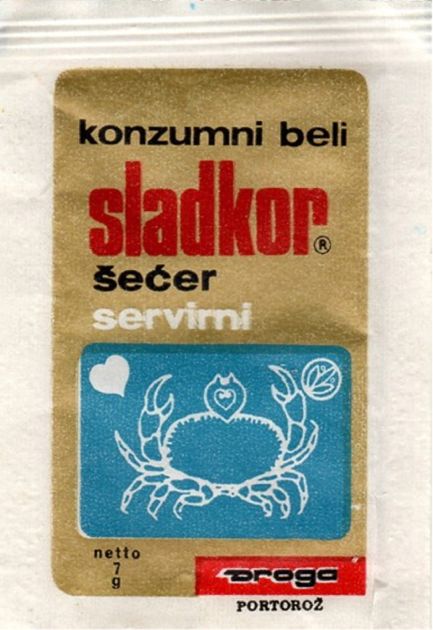 konzumni beli
sladkor®
šećer
servirni
netto
7
g
Droga
PORTOROŽ